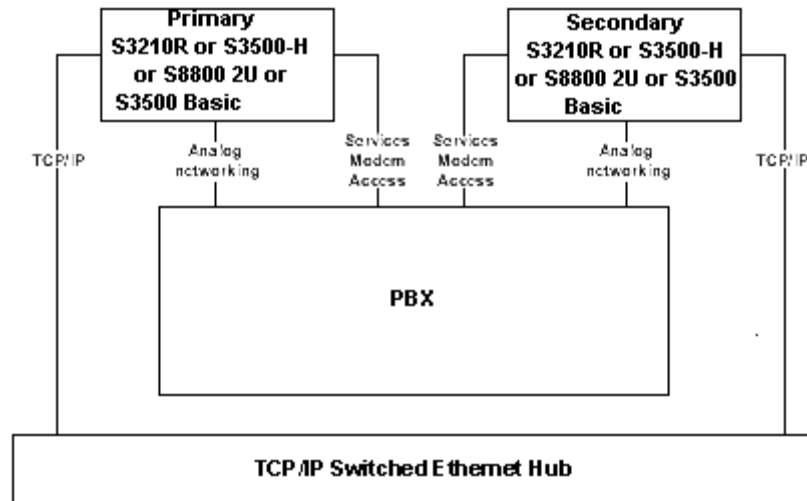 Primary
S3210R or S3500-H
or S8800 2U or
S3500 Basic
Secondary
S3210R or S3500-H
or S8800 2U or S3500
Basic
TCP/IP
Analog
networking
Services
Modem
Access
Services
Modem
Access
Analog
networking
TCP/IP
PBX
TCP/IP Switched Ethernet Hub